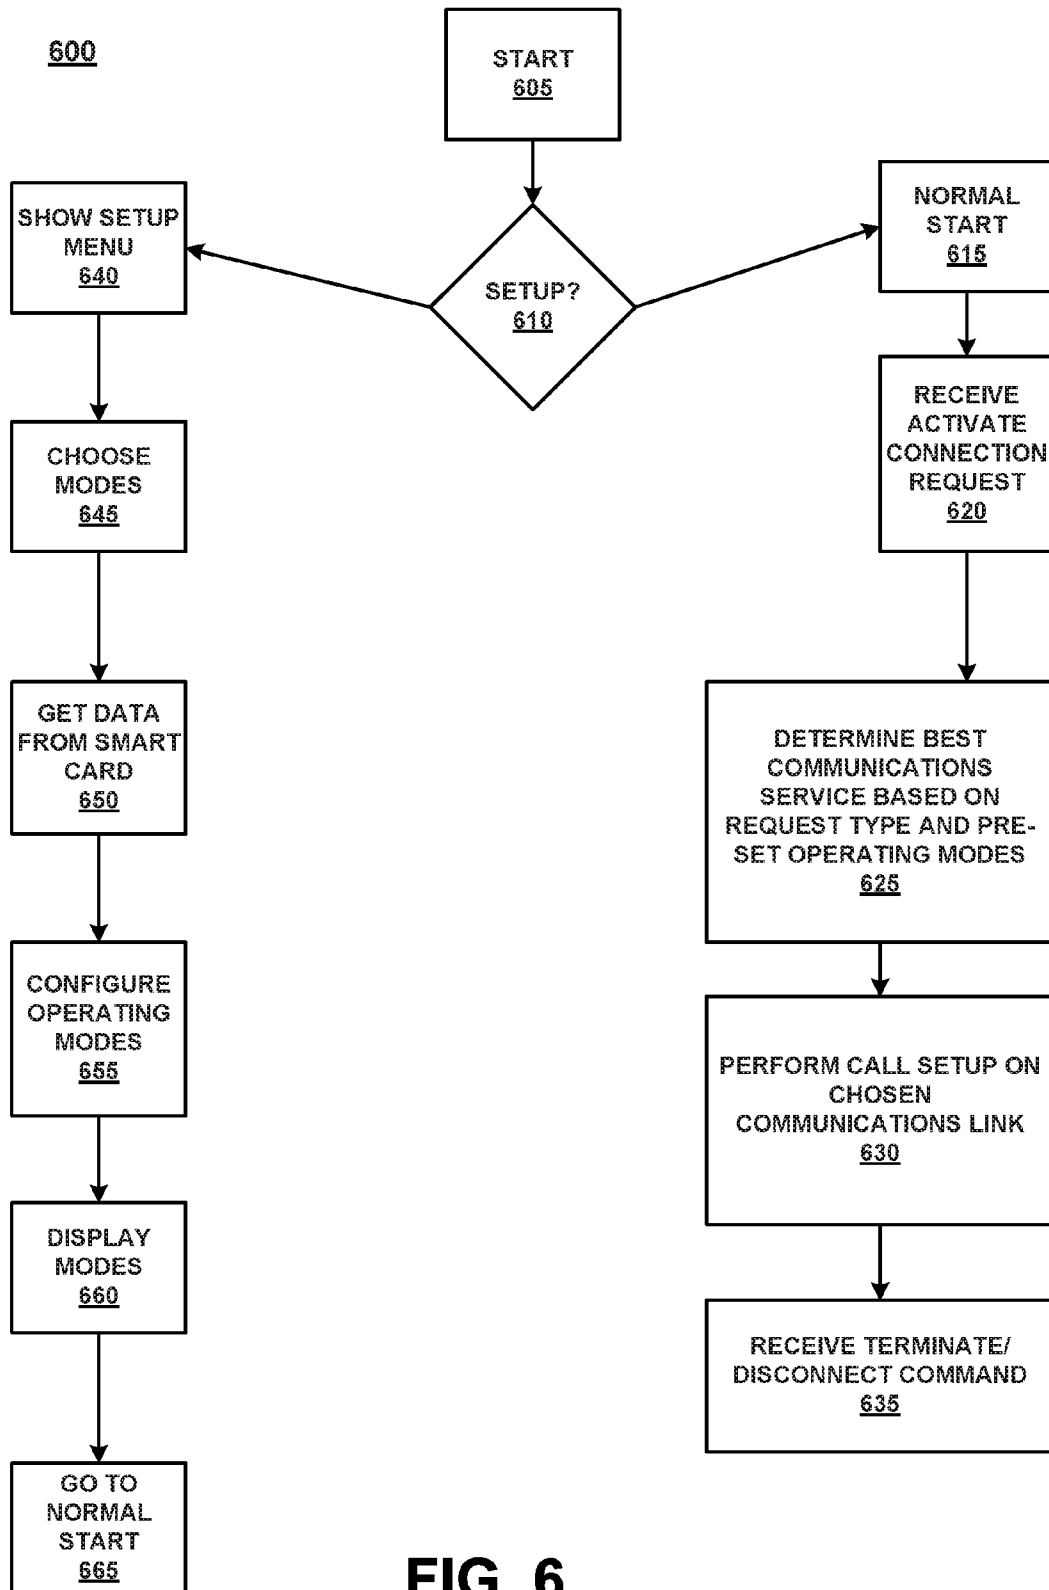 600
START
605
SETUP?
610
NORMAL
START
615
RECEIVE
ACTIVATE
CONNECTION
REQUEST
620
DETERMINE BEST
COMMUNICATIONS
SERVICE BASED ON
REQUEST TYPE AND PRE-
SET OPERATING MODES
625
PERFORM CALL SETUP ON
CHOSEN
COMMUNICATIONS LINK
630
RECEIVE TERMINATE/
DISCONNECT COMMAND
635
SHOW SETUP
MENU
640
CHOOSE
MODES
645
GET DATA
FROM SMART
CARD
650
CONFIGURE
OPERATING
MODES
655
DISPLAY
MODES
660
GO TO
NORMAL
START
665
FIG. 6